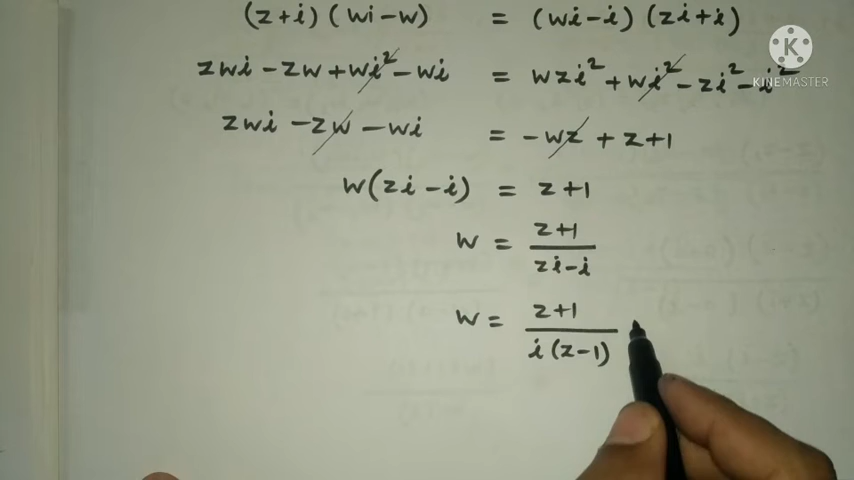 (z+i) (wi-w) = (wi-i) (zi+i)
K
KINEMASTER
zwi - zw + wi² - wi = wzi² + wi² - zi² - i²
zwi - zw - wi = - wz + z + 1
w(zi - i) = z+1
w = z+1 / zi-i
w = z+1 / i(z-1)